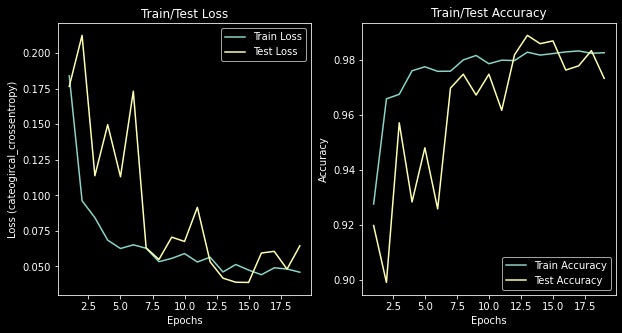 Train/Test Loss
Train Loss
Test Loss
0.200
0.175
0.150
0.125
0.100
0.075
0.050
Loss (cateogircal_crossentropy)
2.5 5.0 7.5 10.0 12.5 15.0 17.5
Epochs
Train/Test Accuracy
0.98
0.96
0.94
0.92
0.90
Accuracy
Train Accuracy
Test Accuracy
2.5 5.0 7.5 10.0 12.5 15.0 17.5
Epochs